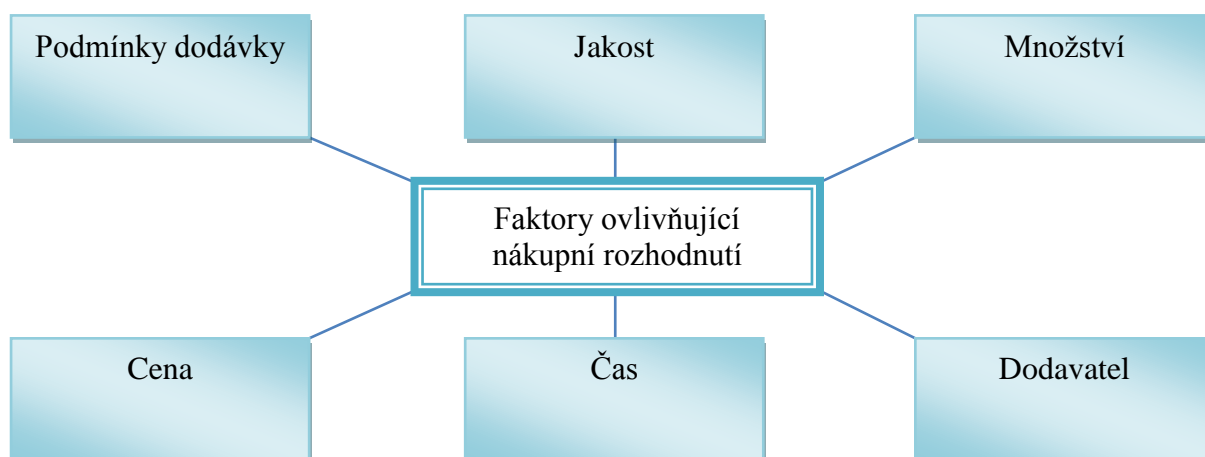 Podmínky dodávky
Jakost
Množství
Faktory ovlivňující
nákupní rozhodnutí
Cena
Čas
Dodavatel